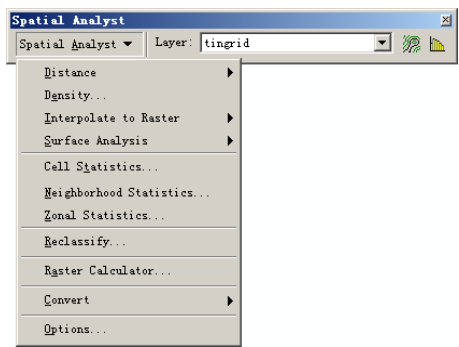 Spatial Analyst
Spatial Analyst Layer: tingrid
Distance
Density...
Interpolate to Raster
Surface Analysis
Cell Statistics...
Neighborhood Statistics...
Zonal Statistics...
Reclassify...
Raster Calculator...
Convert
Options...